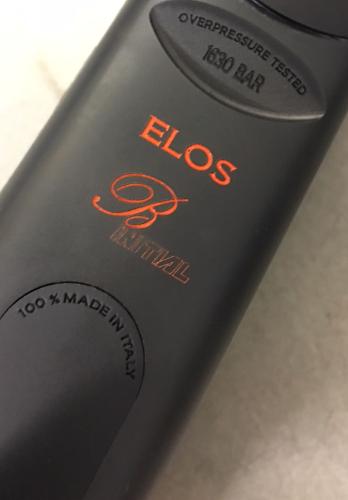 OVERPRESSURE TESTED
1630 BAR
ELOS
B
INITIAL
100 % MADE IN ITALY